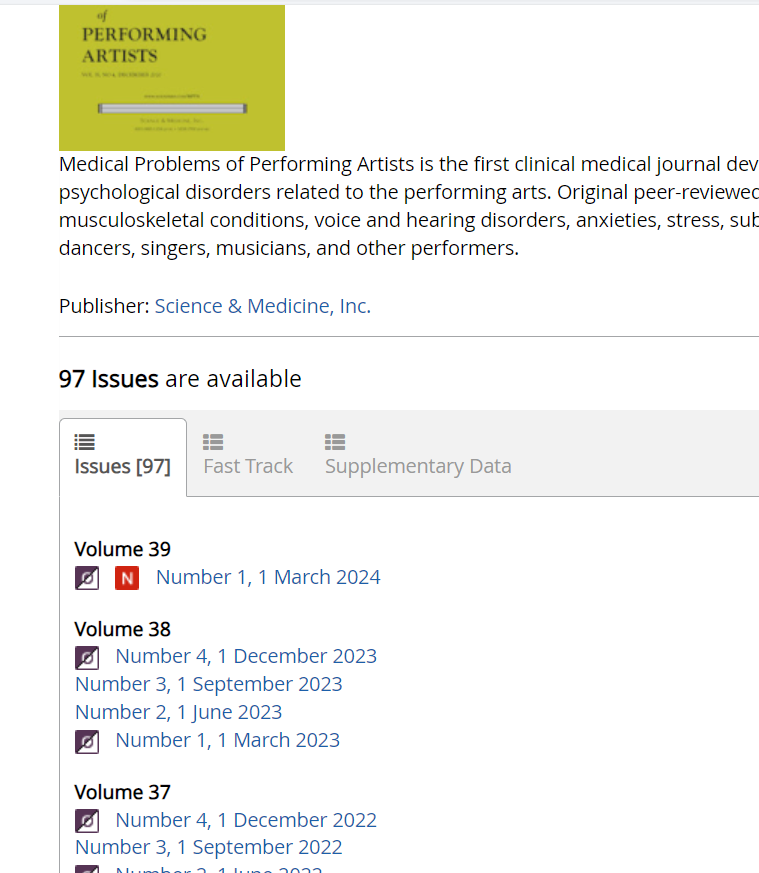 of
PERFORMING
ARTISTS
Medical Problems of Performing Artists is the first clinical medical journal dev
psychological disorders related to the performing arts. Original peer-reviewed
musculoskeletal conditions, voice and hearing disorders, anxieties, stress, sub
dancers, singers, musicians, and other performers.
Publisher: Science & Medicine, Inc.
97 Issues are available
Issues [97]
Fast Track
Supplementary Data
Volume 39
N Number 1, 1 March 2024
Volume 38
Number 4, 1 December 2023
Number 3, 1 September 2023
Number 2, 1 June 2023
Number 1, 1 March 2023
Volume 37
Number 4, 1 December 2022
Number 3, 1 September 2022
Number 2, 1 June 2022